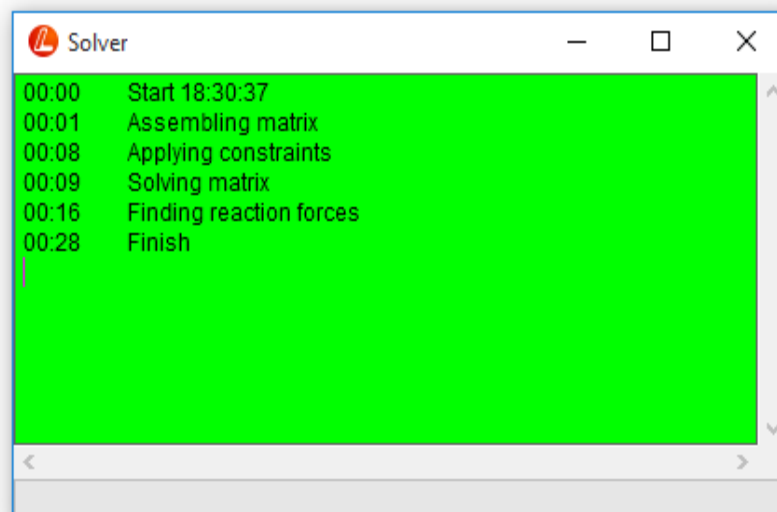 Solver
00:00 Start 18:30:37
00:01 Assembling matrix
00:08 Applying constraints
00:09 Solving matrix
00:16 Finding reaction forces
00:28 Finish